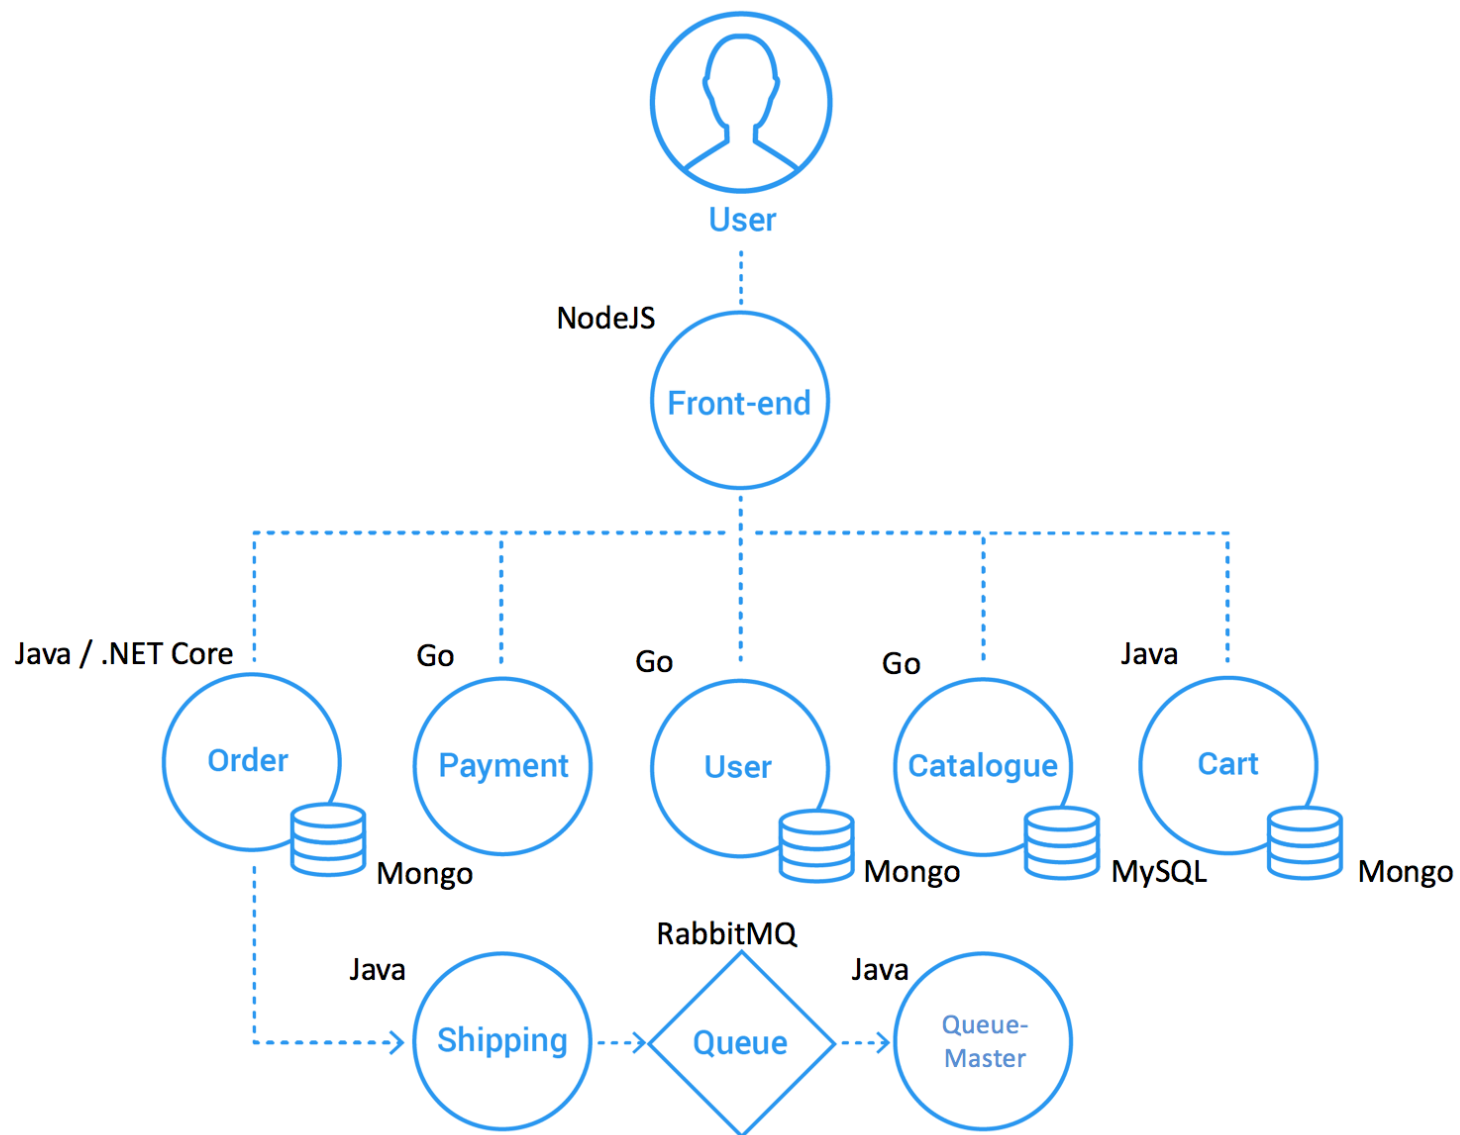 User
NodeJS
Front-end
Java / .NET Core
Go
Go
Go
Java
Order
Payment
User
Catalogue
Cart
Mongo
Mongo
MySQL
Mongo
RabbitMQ
Java
Java
Shipping
Queue
Queue-
Master